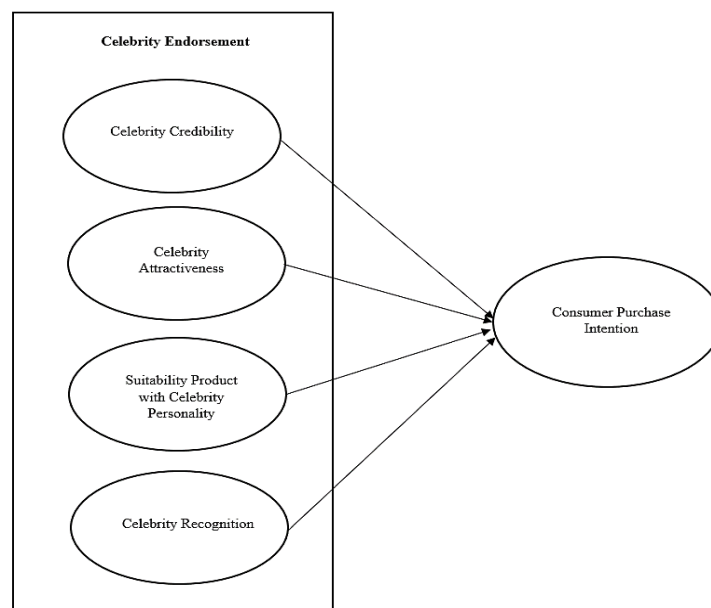 Celebrity Endorsement
Celebrity Credibility
Celebrity
Attractiveness
Suitability Product
with Celebrity
Personality
Celebrity Recognition
Consumer Purchase
Intention